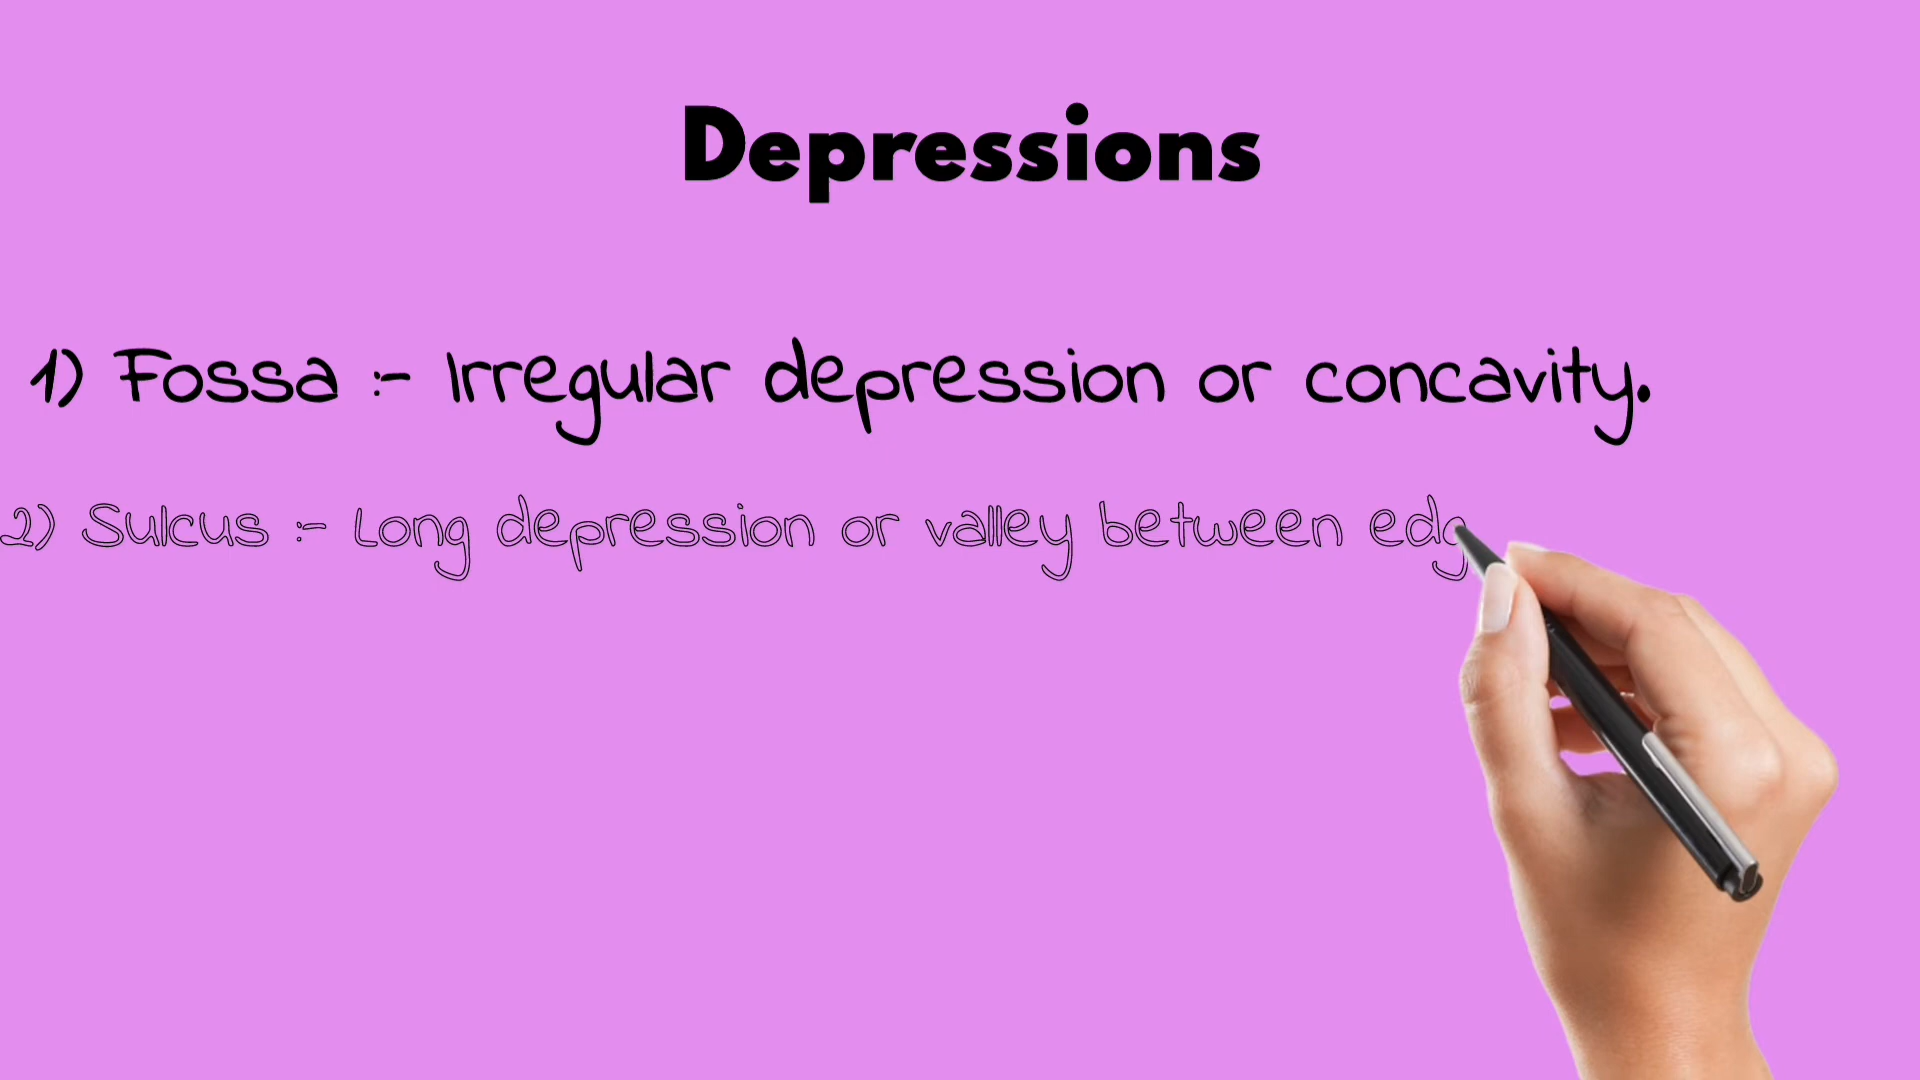 Depressions
1) Fossa :- Irregular depression or concavity.
2) Sulcus :- Long depression or valley between edg